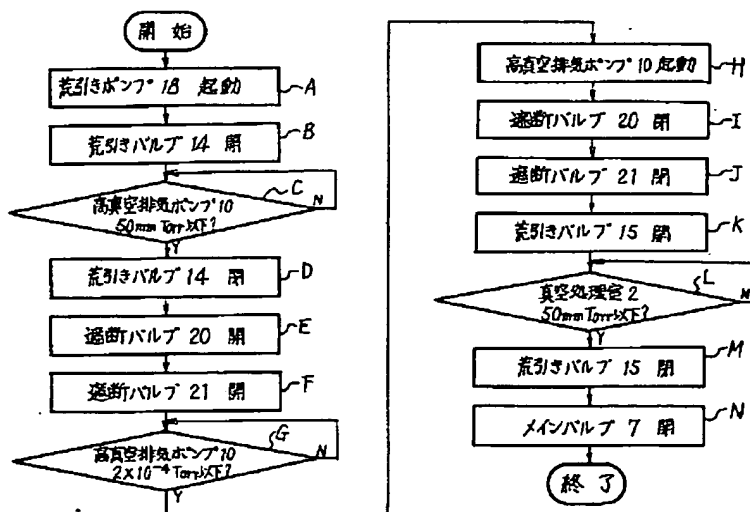 開 始
荒引きポンプ 18 起動
A
荒引きバルブ 14 開
B
C
N
高真空排気ポンプ10
50mm Torr以下?
Y
荒引きバルブ 14 閉
D
遮断バルブ 20 開
E
遮断バルブ 21 開
F
G
N
高真空排気ポンプ10
2×10⁻⁴ Torr以下?
Y
高真空排気ポンプ 10 起動
H
遮断バルブ 20 閉
I
遮断バルブ 21 閉
J
荒引きバルブ 15 開
K
L
N
真空処理室 2
50mm Torr以下?
Y
荒引きバルブ 15 閉
M
メインバルブ 7 開
N
終 了